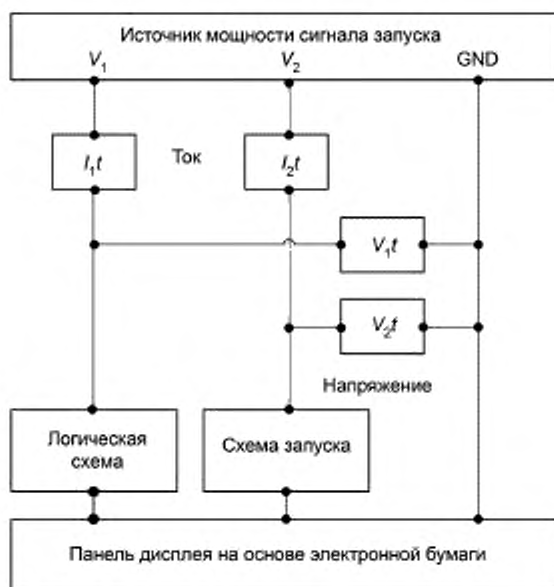 Источник мощности сигнала запуска
V₁ V₂ GND
I₁t Ток I₂t
V₁t
V₂t
Напряжение
Логическая
схема
Схема запуска
Панель дисплея на основе электронной бумаги